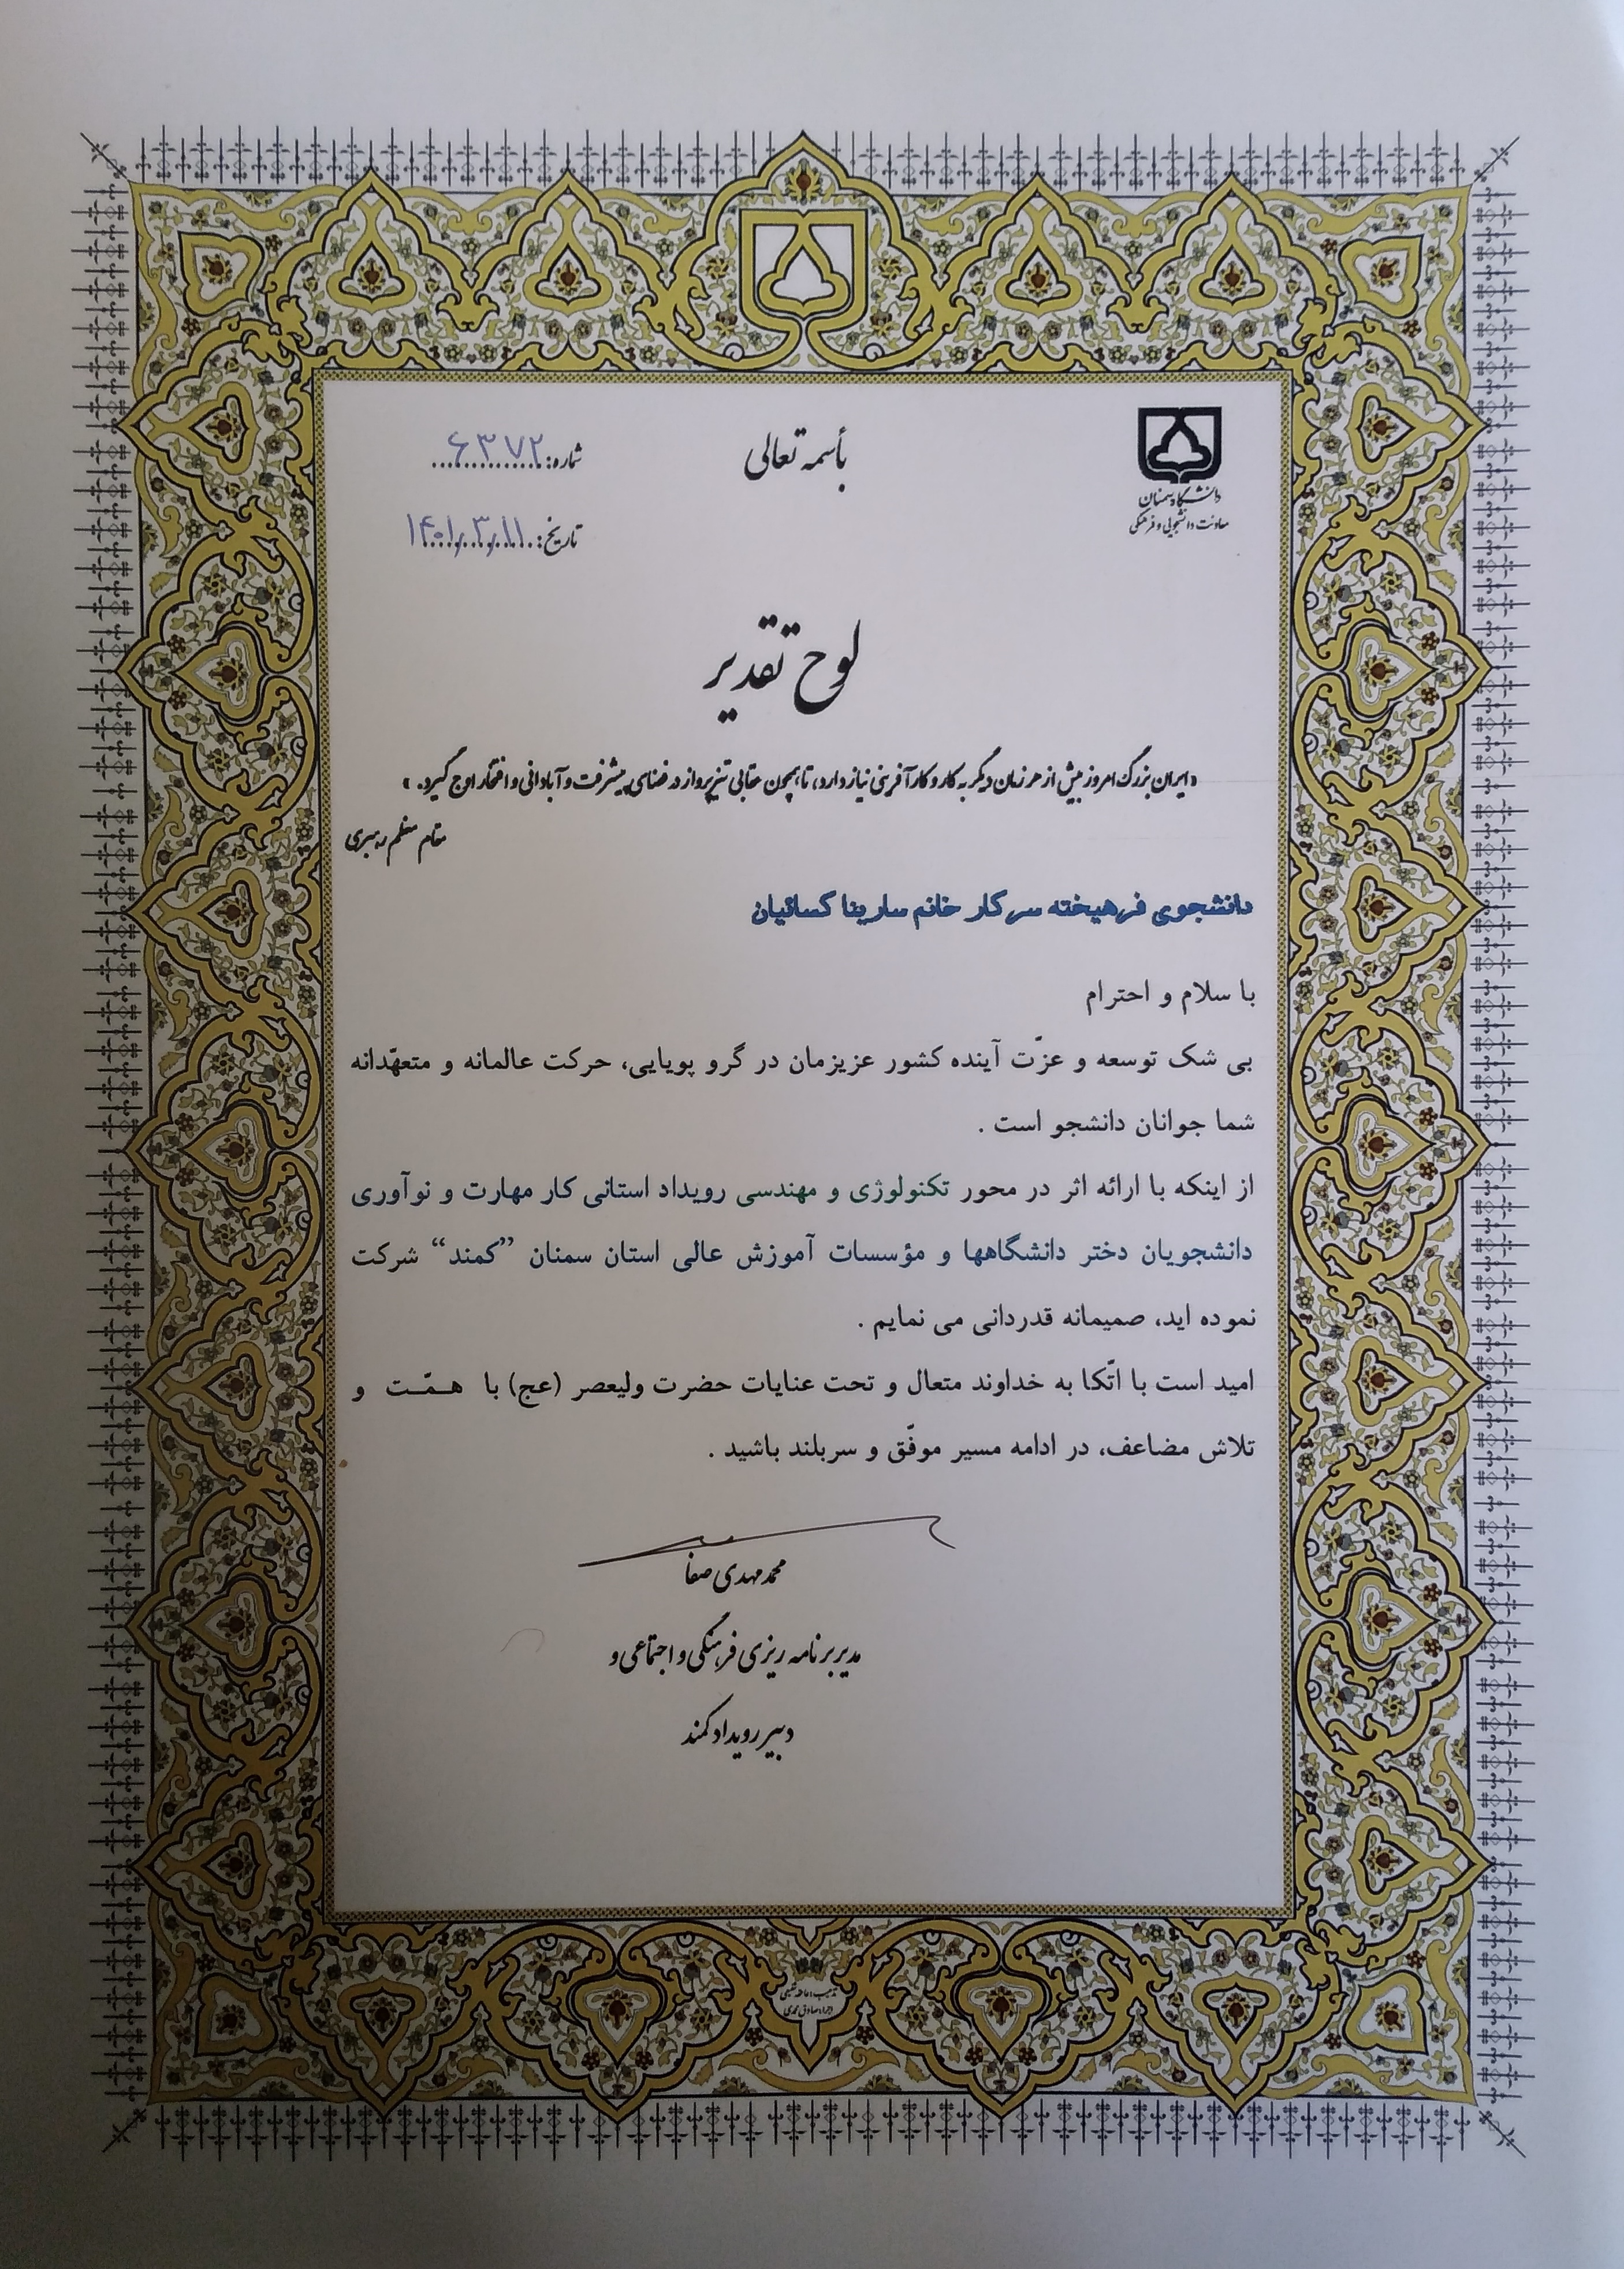 بأسمه تعالی
شماره: ۶۳۷۲
تاریخ: ۱۴۰۱٫۳٫۱۱
دانشگاه سمنان
معاونت دانشجویی و فرهنگی
لوح تقدیر
«ایران بزرگ امروز بیش از هر زمان دیگر به کار و کارآفرینی نیاز دارد، تا همچون عقابی تیزپرواز در فضای پیشرفت و آبادانی و افتخار اوج گیرد.»
مقام معظم رهبری
دانشجوی فرهیخته سرکار خانم سارینا کسائیان
با سلام و احترام
بی شک توسعه و عزّت آینده کشور عزیزمان در گرو پویایی، حرکت عالمانه و متعهّدانه
شما جوانان دانشجو است .
از اینکه با ارائه اثر در محور تکنولوژی و مهندسی رویداد استانی کار مهارت و نوآوری
دانشجویان دختر دانشگاهها و مؤسسات آموزش عالی استان سمنان ”کمند“ شرکت
نموده اید، صمیمانه قدردانی می نمایم .
امید است با اتّکا به خداوند متعال و تحت عنایات حضرت ولیعصر (عج) با همّـت و
تلاش مضاعف، در ادامه مسیر موفّق و سربلند باشید .
محمدمهدی صفا
مدیر برنامه ریزی فرهنگی و اجتماعی و
دبیر رویداد کمند